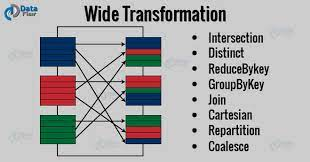 Data
Flair
Wide Transformation
Intersection
Distinct
ReduceBykey
GroupByKey
Join
Cartesian
Repartition
Coalesce